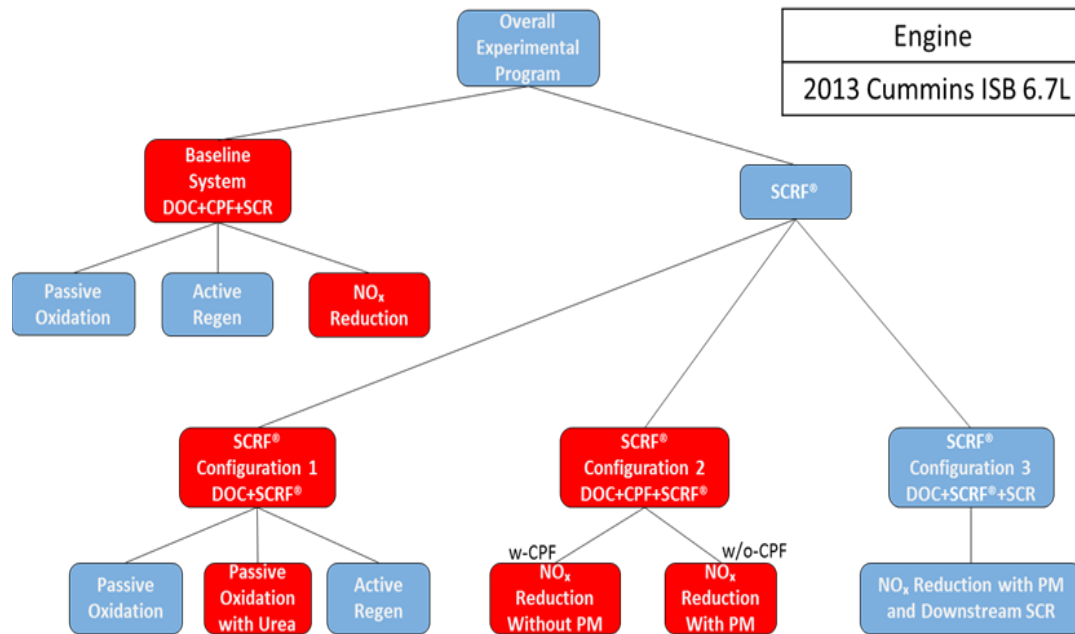 Overall
Experimental
Program
Engine
2013 Cummins ISB 6.7L
Baseline
System
DOC+CPF+SCR
SCRF®
Passive
Oxidation
Active
Regen
NOₓ
Reduction
SCRF®
Configuration 1
DOC+SCRF®
SCRF®
Configuration 2
DOC+CPF+SCRF®
SCRF®
Configuration 3
DOC+SCRF®+SCR
w-CPF
w/o-CPF
Passive
Oxidation
Passive
Oxidation
with Urea
Active
Regen
NOₓ
Reduction
Without PM
NOₓ
Reduction
With PM
NOₓ Reduction with PM
and Downstream SCR